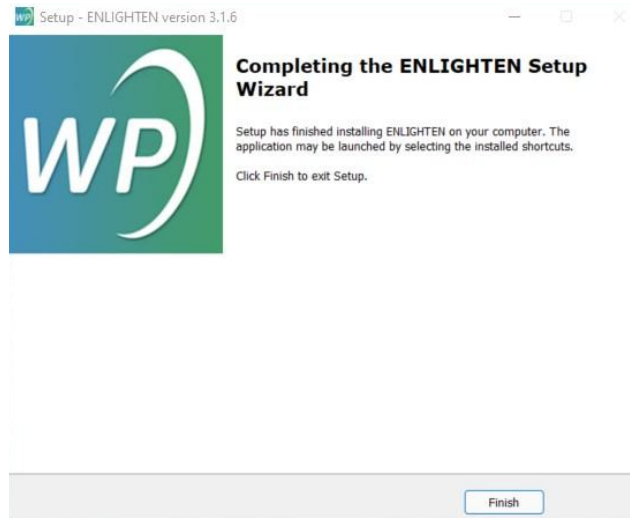 WP Setup - ENLIGHTEN version 3.1.6
WP
Completing the ENLIGHTEN Setup
Wizard
Setup has finished installing ENLIGHTEN on your computer. The
application may be launched by selecting the installed shortcuts.
Click Finish to exit Setup.
Finish